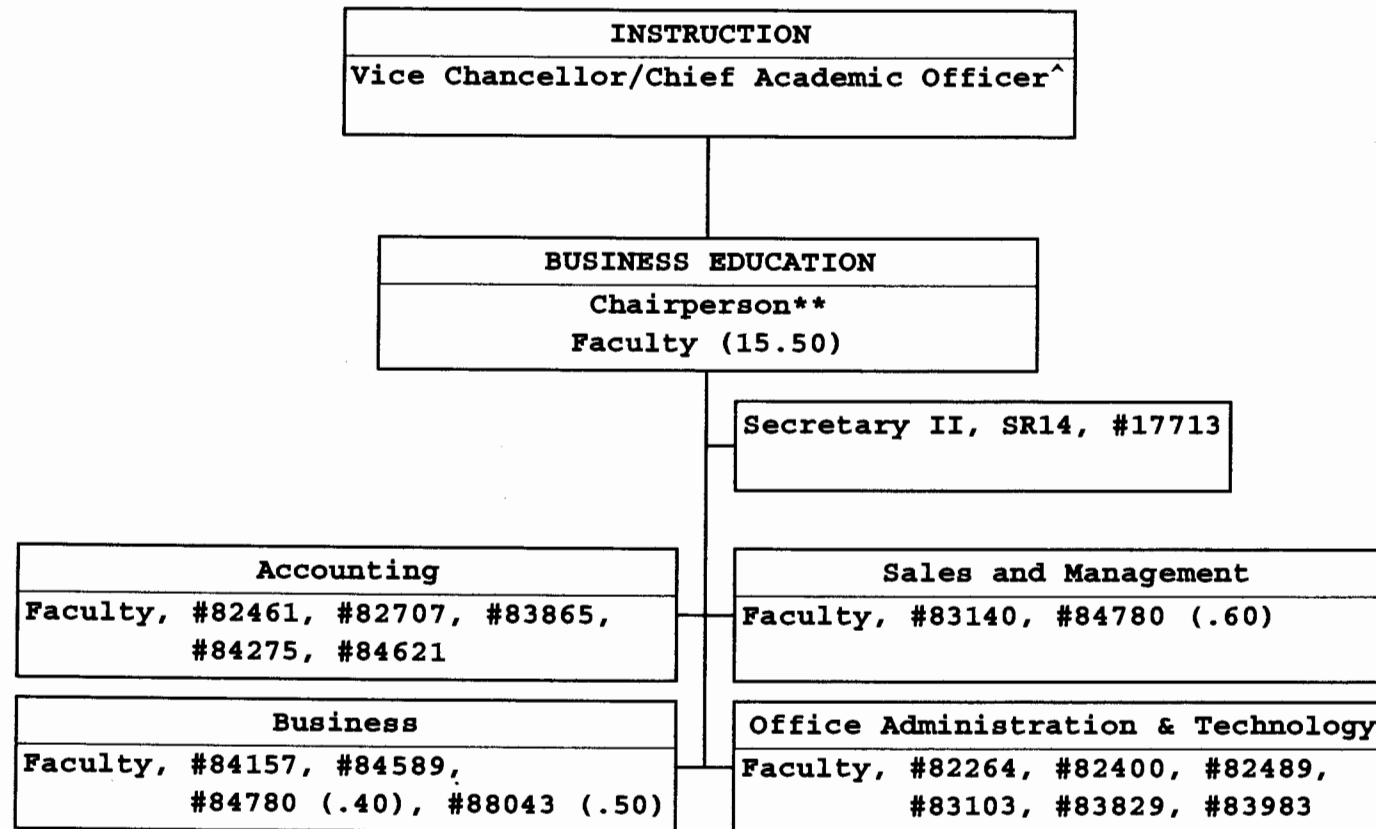 INSTRUCTION
Vice Chancellor/Chief Academic Officer^
BUSINESS EDUCATION
Chairperson**
Faculty (15.50)
Secretary II, SR14, #17713
Accounting
Faculty, #82461, #82707, #83865,
#84275, #84621
Sales and Management
Faculty, #83140, #84780 (.60)
Business
Faculty, #84157, #84589,
#84780 (.40), #88043 (.50)
Office Administration & Technology
Faculty, #82264, #82400, #82489,
#83103, #83829, #83983